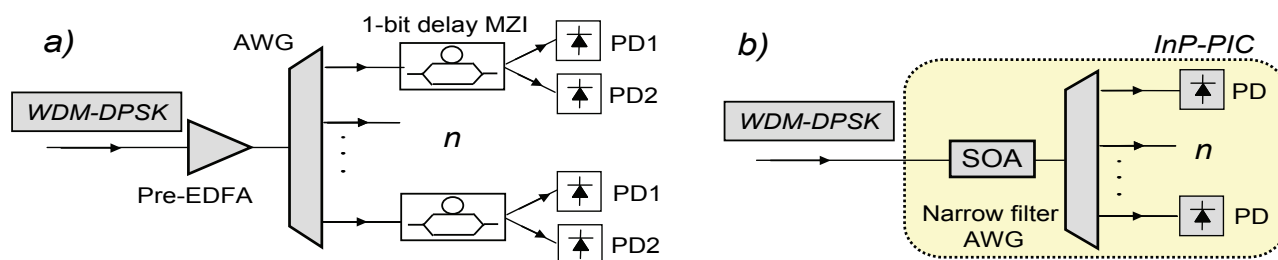 a)
AWG
1-bit delay MZI
PD1
PD2
WDM-DPSK
n
Pre-EDFA
PD1
PD2
b)
InP-PIC
WDM-DPSK
PD
SOA
n
Narrow filter
AWG
PD